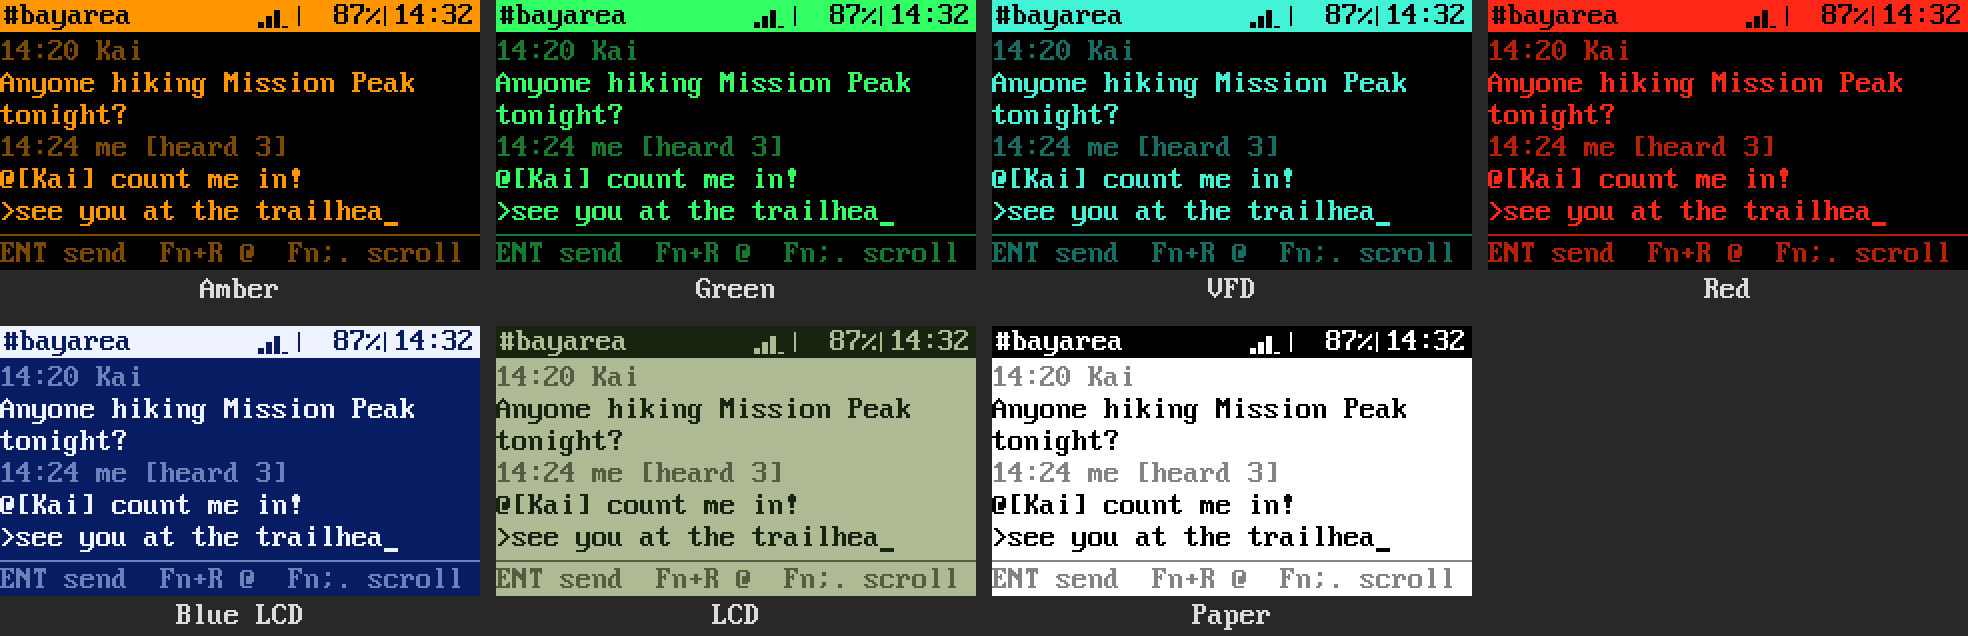 #bayarea 87%|14:32
14:20 Kai
Anyone hiking Mission Peak
tonight?
14:24 me [heard 3]
@[Kai] count me in!
>see you at the trailhea_
ENT send Fn+R @ Fn;. scroll
Amber
#bayarea 87%|14:32
14:20 Kai
Anyone hiking Mission Peak
tonight?
14:24 me [heard 3]
@[Kai] count me in!
>see you at the trailhea_
ENT send Fn+R @ Fn;. scroll
Green
#bayarea 87%|14:32
14:20 Kai
Anyone hiking Mission Peak
tonight?
14:24 me [heard 3]
@[Kai] count me in!
>see you at the trailhea_
ENT send Fn+R @ Fn;. scroll
VFD
#bayarea 87%|14:32
14:20 Kai
Anyone hiking Mission Peak
tonight?
14:24 me [heard 3]
@[Kai] count me in!
>see you at the trailhea_
ENT send Fn+R @ Fn;. scroll
Red
#bayarea 87%|14:32
14:20 Kai
Anyone hiking Mission Peak
tonight?
14:24 me [heard 3]
@[Kai] count me in!
>see you at the trailhea_
ENT send Fn+R @ Fn;. scroll
Blue LCD
#bayarea 87%|14:32
14:20 Kai
Anyone hiking Mission Peak
tonight?
14:24 me [heard 3]
@[Kai] count me in!
>see you at the trailhea_
ENT send Fn+R @ Fn;. scroll
LCD
#bayarea 87%|14:32
14:20 Kai
Anyone hiking Mission Peak
tonight?
14:24 me [heard 3]
@[Kai] count me in!
>see you at the trailhea_
ENT send Fn+R @ Fn;. scroll
Paper